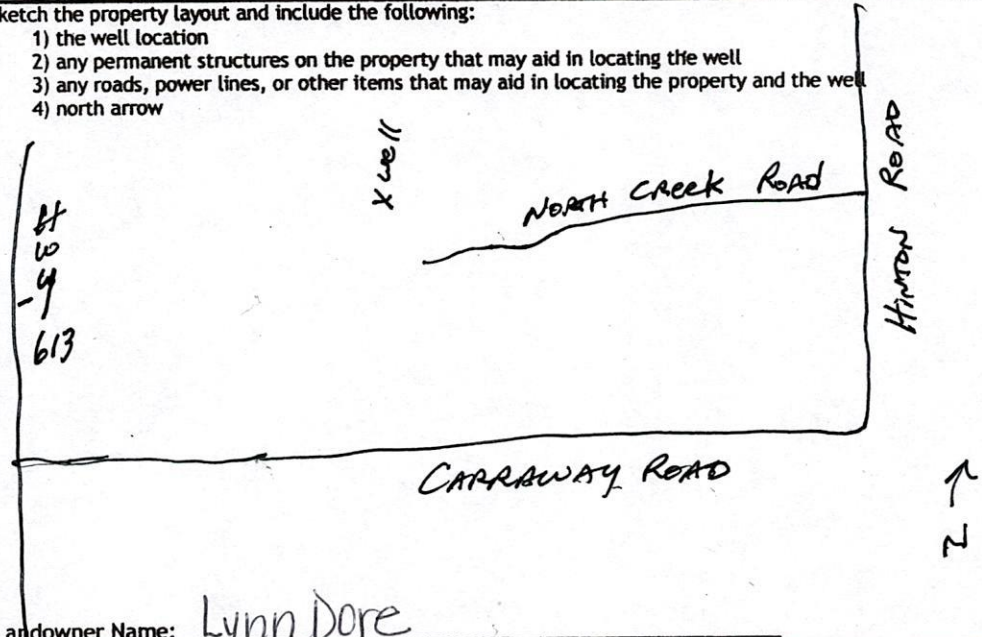 ketch the property layout and include the following:
1) the well location
2) any permanent structures on the property that may aid in locating the well
3) any roads, power lines, or other items that may aid in locating the property and the well
4) north arrow
X well
NORTH CREEK ROAD
HINTON ROAD
613
CARRAWAY ROAD
N
andowner Name: Lynn Dore